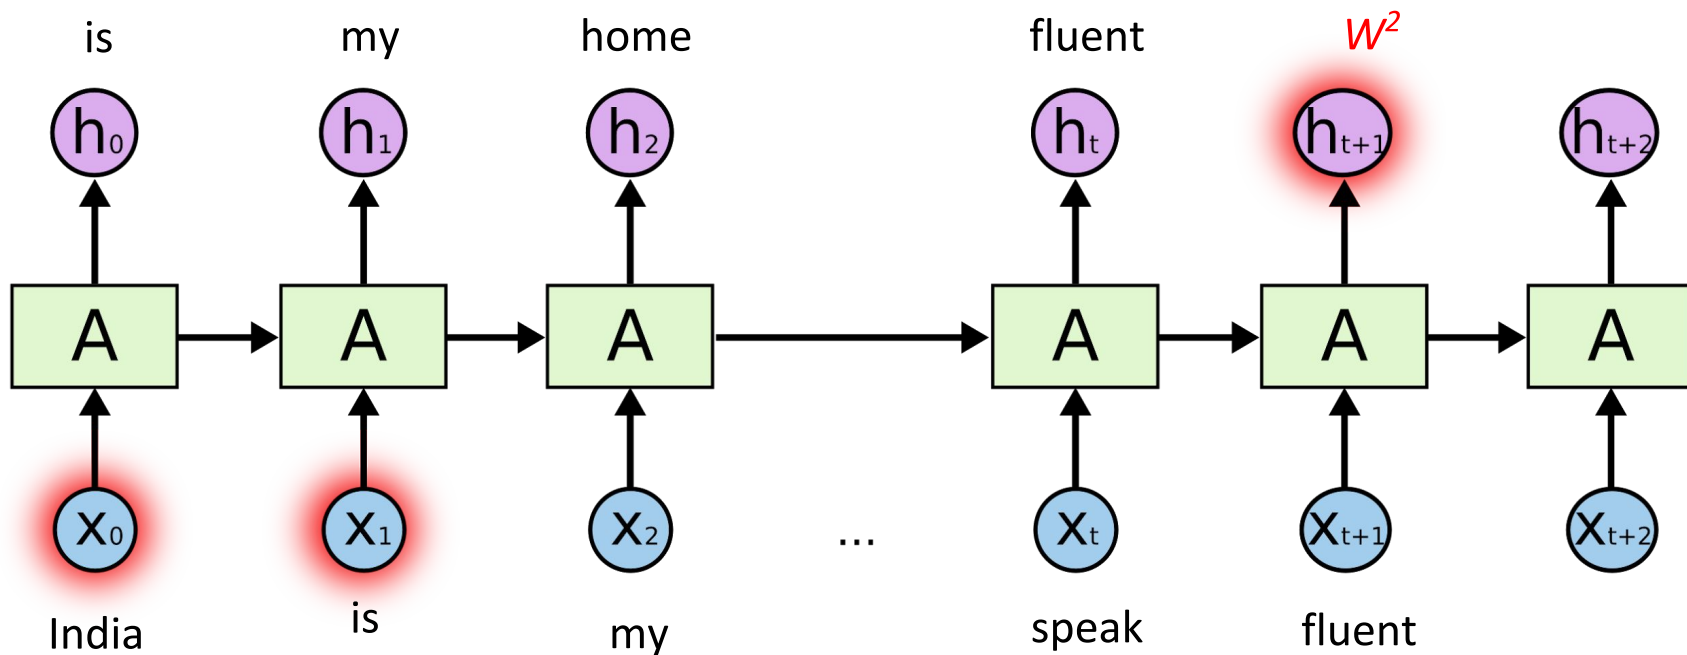 is my home fluent W²
h₀ h₁ h₂ hₜ hₜ₊₁ hₜ₊₂
A A A A A A
x₀ x₁ x₂ ... xₜ xₜ₊₁ xₜ₊₂
India is my speak fluent